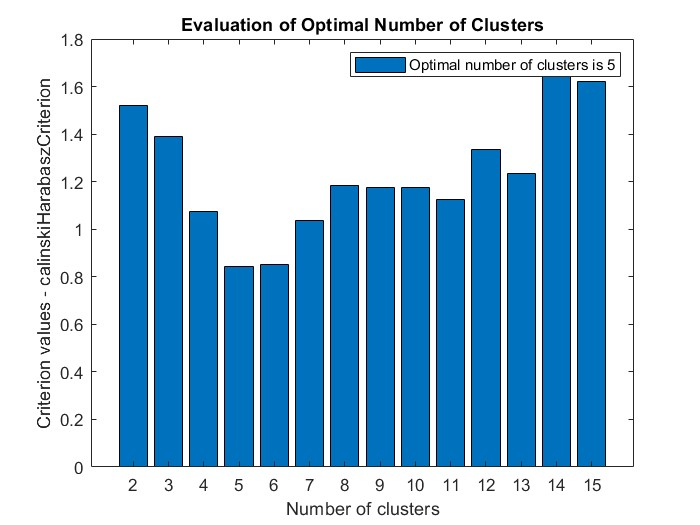 Evaluation of Optimal Number of Clusters
Optimal number of clusters is 5
Criterion values - calinskiHarabaszCriterion
1.8
1.6
1.4
1.2
1
0.8
0.6
0.4
0.2
0
2 3 4 5 6 7 8 9 10 11 12 13 14 15
Number of clusters